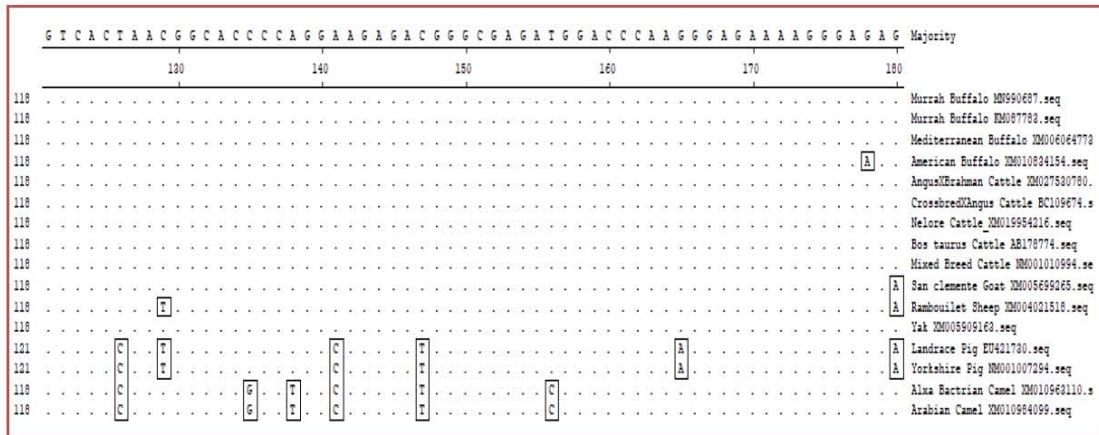 G T C A C T A A C G G C A C C C C A G G A A G A G A C G G G C G A G A T G G A C C C A A G G G A G A A A A G G G A G A G Majority
130 140 150 160 170 180
118 . . . . . . . . . . . . . . . . . . . . . . . . . . . . . . . . . . . . . . . . . . . . . . . . . . . . . . . . . . . . Murrah Buffalo MN990687.seq
118 . . . . . . . . . . . . . . . . . . . . . . . . . . . . . . . . . . . . . . . . . . . . . . . . . . . . . . . . . . . . Murrah Buffalo KM087783.seq
118 . . . . . . . . . . . . . . . . . . . . . . . . . . . . . . . . . . . . . . . . . . . . . . . . . . . . . . . . . . . . Mediterranean Buffalo XM006064773
118 . . . . . . . . . . . . . . . . . . . . . . . . . . . . . . . . . . . . . . . . . . . . . . . . . . . . . . . . . A . . American Buffalo XM010834154.seq
118 . . . . . . . . . . . . . . . . . . . . . . . . . . . . . . . . . . . . . . . . . . . . . . . . . . . . . . . . . . . . AngusXBrahman Cattle XM027530780.
118 . . . . . . . . . . . . . . . . . . . . . . . . . . . . . . . . . . . . . . . . . . . . . . . . . . . . . . . . . . . . CrossbredXAngus Cattle BC109674.s
118 . . . . . . . . . . . . . . . . . . . . . . . . . . . . . . . . . . . . . . . . . . . . . . . . . . . . . . . . . . . . Nelore Cattle_XM019954216.seq
118 . . . . . . . . . . . . . . . . . . . . . . . . . . . . . . . . . . . . . . . . . . . . . . . . . . . . . . . . . . . . Bos taurus Cattle AB178774.seq
118 . . . . . . . . . . . . . . . . . . . . . . . . . . . . . . . . . . . . . . . . . . . . . . . . . . . . . . . . . . . . Mixed Breed Cattle NM001010994.se
118 . . . . . . . . . . . . . . . . . . . . . . . . . . . . . . . . . . . . . . . . . . . . . . . . . . . . . . . . . . . A San clemente Goat XM005699265.seq
118 . . . . . . . . T . . . . . . . . . . . . . . . . . . . . . . . . . . . . . . . . . . . . . . . . . . . . . . . . . . A Rambouilet Sheep XM004021518.seq
118 . . . . . . . . . . . . . . . . . . . . . . . . . . . . . . . . . . . . . . . . . . . . . . . . . . . . . . . . . . . . Yak XM005909163.seq
121 . . . . . C . . T . . . . . . . . . . . C . . . . . T . . . . . . . . . . . . . . . . . A . . . . . . . . . . . . . . A Landrace Pig EU421730.seq
121 . . . . . C . . T . . . . . . . . . . . C . . . . . T . . . . . . . . . . . . . . . . . A . . . . . . . . . . . . . . A Yorkshire Pig NM001007294.seq
118 . . . . . C . . . . . . . . G . . T . . C . . . . . T . . . . . . . . C . . . . . . . . . . . . . . . . . . . . . . . . Alxa Bactrian Camel XM010963110.s
118 . . . . . C . . . . . . . . G . . T . . C . . . . . T . . . . . . . . C . . . . . . . . . . . . . . . . . . . . . . . . Arabian Camel XM010984099.seq